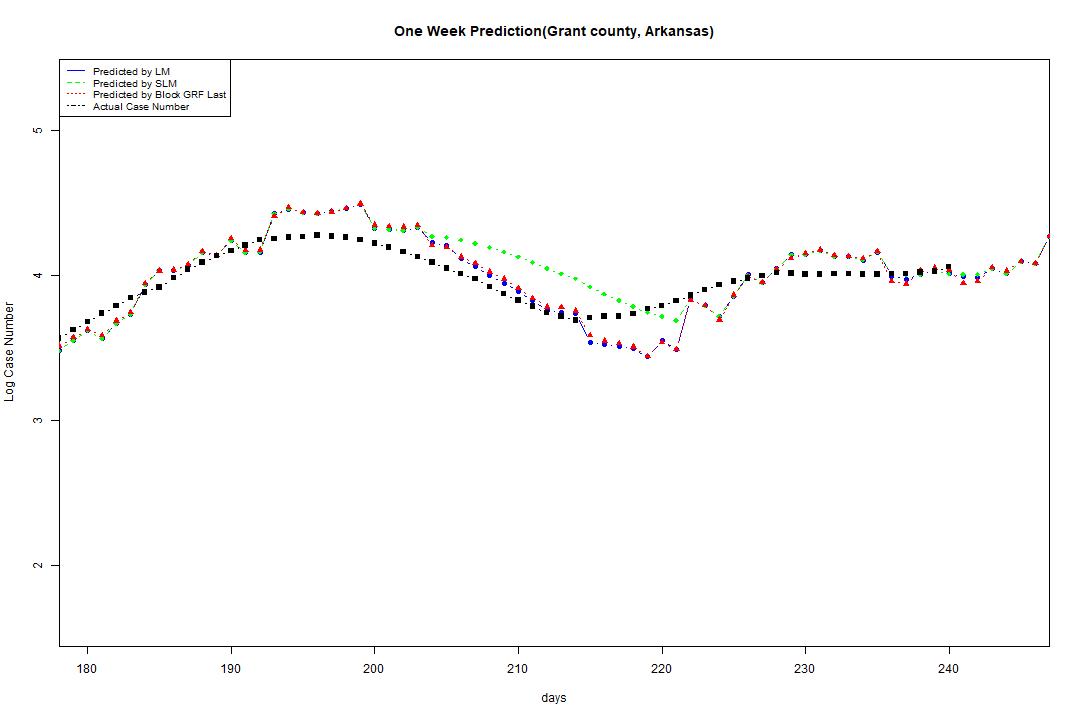 One Week Prediction(Grant county, Arkansas)
Predicted by LM
Predicted by SLM
Predicted by Block GRF Last
Actual Case Number
5
4
3
2
Log Case Number
180 190 200 210 220 230 240
days